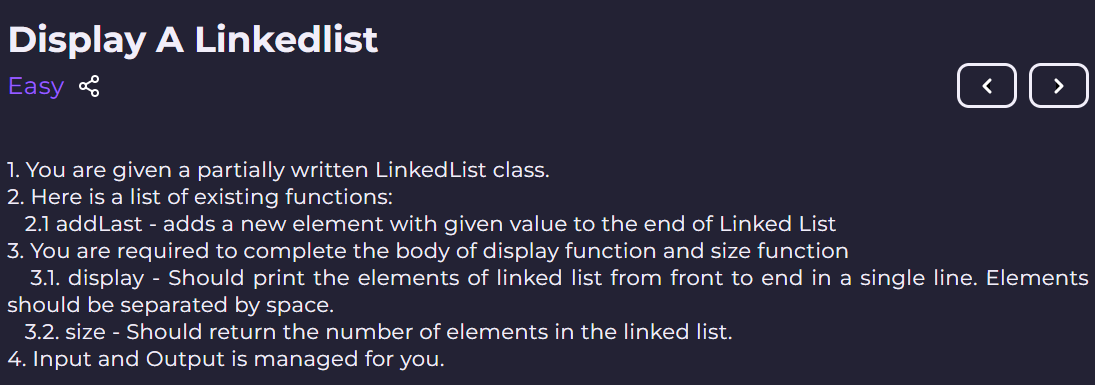 Display A Linkedlist
Easy
1. You are given a partially written LinkedList class.
2. Here is a list of existing functions:
2.1 addLast - adds a new element with given value to the end of Linked List
3. You are required to complete the body of display function and size function
3.1. display - Should print the elements of linked list from front to end in a single line. Elements
should be separated by space.
3.2. size - Should return the number of elements in the linked list.
4. Input and Output is managed for you.